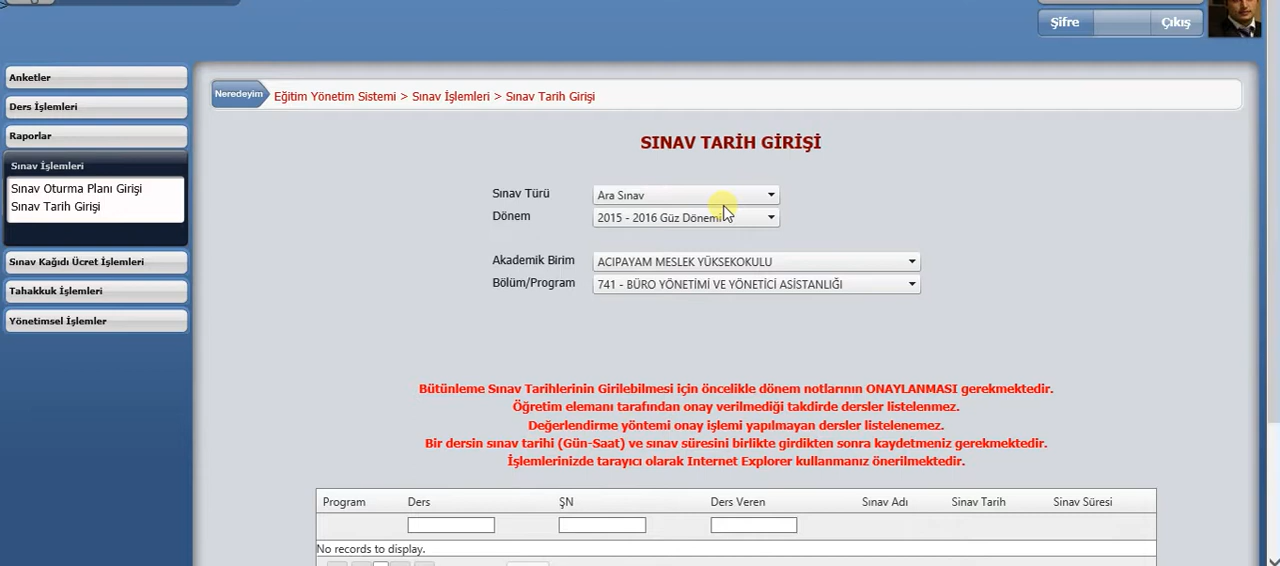 Şifre
Çıkış
Anketler
Ders İşlemleri
Raporlar
Sınav İşlemleri
Sınav Oturma Planı Girişi
Sınav Tarih Girişi
Sınav Kağıdı Ücret İşlemleri
Tahakkuk İşlemleri
Yönetimsel İşlemler
Neredeyim Eğitim Yönetim Sistemi > Sınav İşlemleri > Sınav Tarih Girişi
SINAV TARİH GİRİŞİ
Sınav Türü Ara Sınav
Dönem 2015 - 2016 Güz Dönemi
Akademik Birim ACIPAYAM MESLEK YÜKSEKOKULU
Bölüm/Program 741 - BÜRO YÖNETİMİ VE YÖNETİCİ ASİSTANLIĞI
Bütünleme Sınav Tarihlerinin Girilebilmesi için öncelikle dönem notlarının ONAYLANMASI gerekmektedir.
Öğretim elemanı tarafından onay verilmediği takdirde dersler listelenmez.
Değerlendirme yöntemi onay işlemi yapılmayan dersler listelenemez.
Bir dersin sınav tarihi (Gün-Saat) ve sınav süresini birlikte girdikten sonra kaydetmeniz gerekmektedir.
İşlemlerinizde tarayıcı olarak Internet Explorer kullanmanız önerilmektedir.
Program Ders ŞN Ders Veren Sınav Adı Sınav Tarih Sınav Süresi
No records to display.